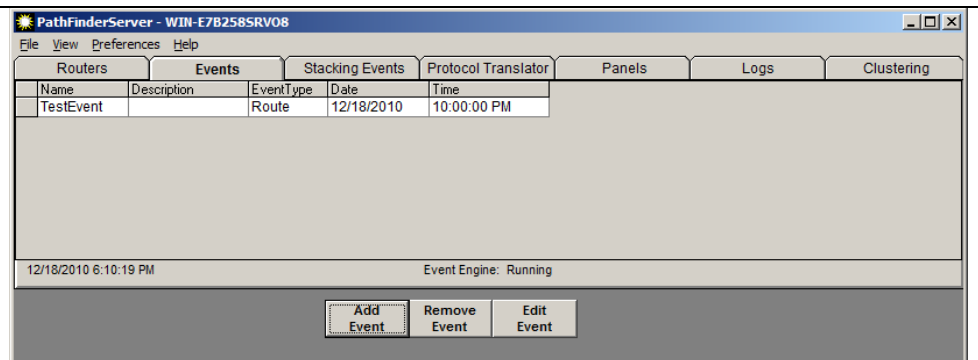 PathFinderServer - WIN-E7B258SRVO8
File View Preferences Help
Routers Events Stacking Events Protocol Translator Panels Logs Clustering
Name Description EventType Date Time
TestEvent Route 12/18/2010 10:00:00 PM
12/18/2010 6:10:19 PM Event Engine: Running
Add Remove Edit
Event Event Event